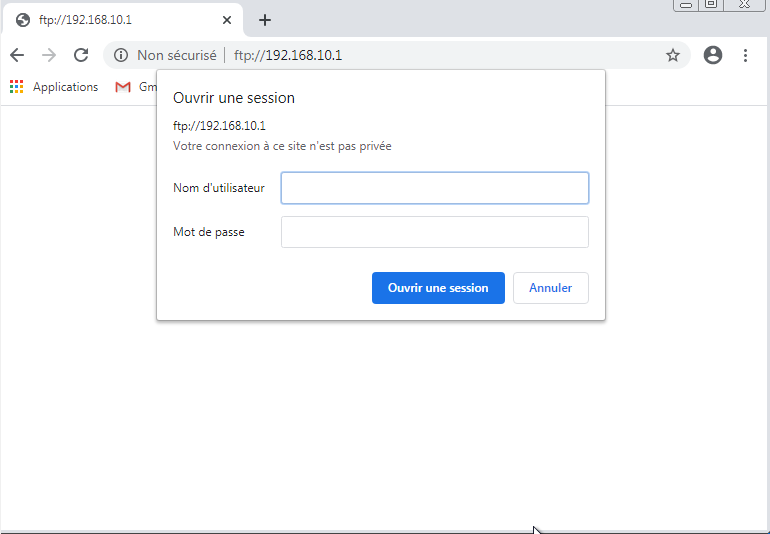 ftp://192.168.10.1
Non sécurisé | ftp://192.168.10.1
Applications Gm
Ouvrir une session
ftp://192.168.10.1
Votre connexion à ce site n'est pas privée
Nom d'utilisateur
Mot de passe
Ouvrir une session Annuler